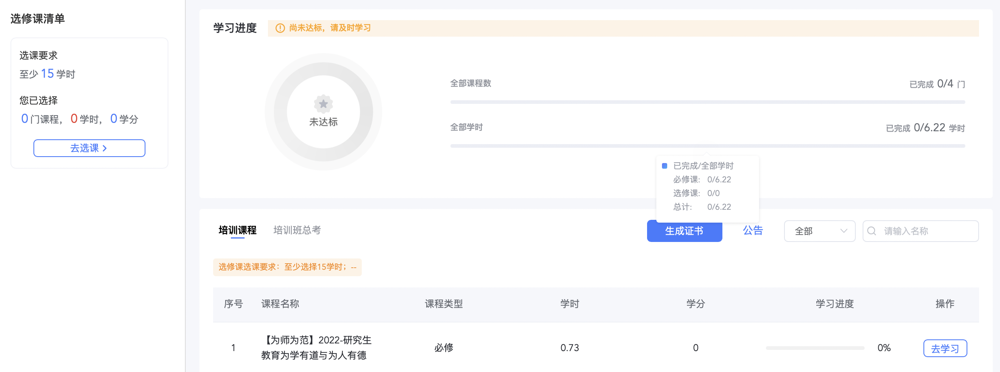 选修课清单
选课要求
至少 15 学时
您已选择
0 门课程， 0 学时， 0 学分
去选课
学习进度
尚未达标，请及时学习
未达标
全部课程数
已完成 0/4 门
全部学时
已完成 0/6.22 学时
已完成/全部学时
必修课: 0/6.22
选修课: 0/0
总计: 0/6.22
培训课程 培训班总考
生成证书 公告 全部 请输入名称
选修课选课要求：至少选择15学时；--
序号 课程名称 课程类型 学时 学分 学习进度 操作
【为师为范】2022-研究生
1 必修 0.73 0 0% 去学习
教育为学有道与为人有德